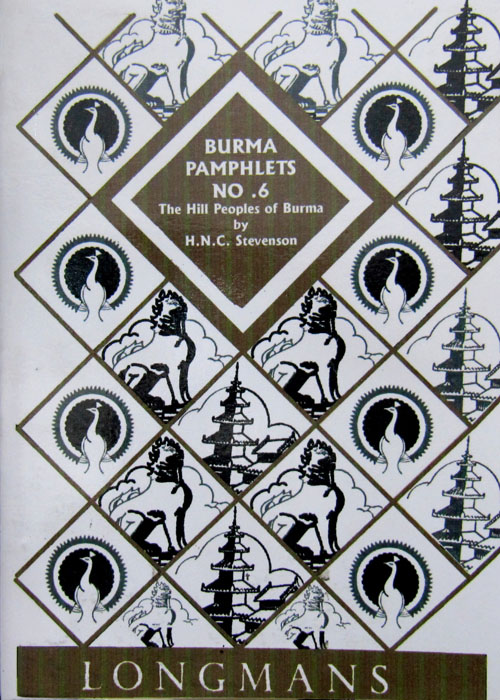 BURMA
PAMPHLETS
NO .6
The Hill Peoples of Burma
by
H.N.C. Stevenson
LONGMANS